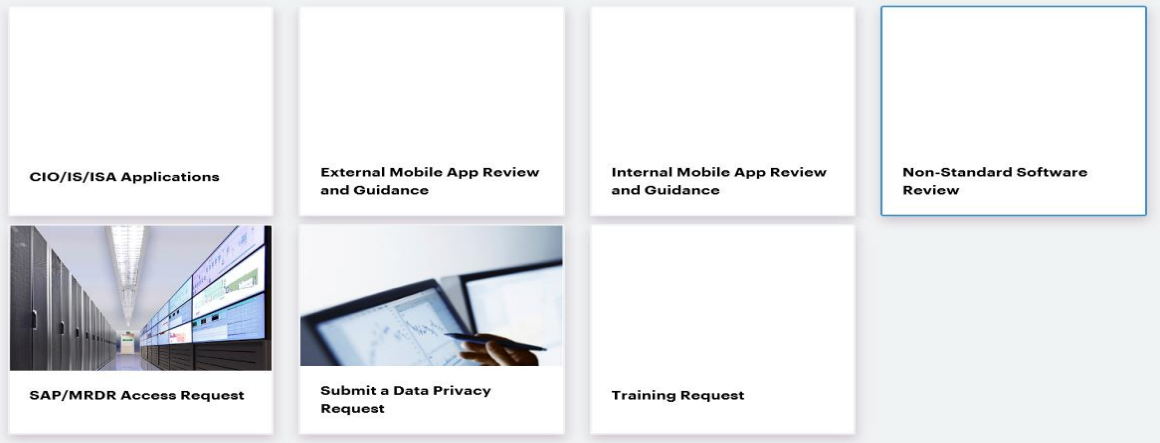 CIO/IS/ISA Applications
External Mobile App Review
and Guidance
Internal Mobile App Review
and Guidance
Non-Standard Software
Review
SAP/MRDR Access Request
Submit a Data Privacy
Request
Training Request